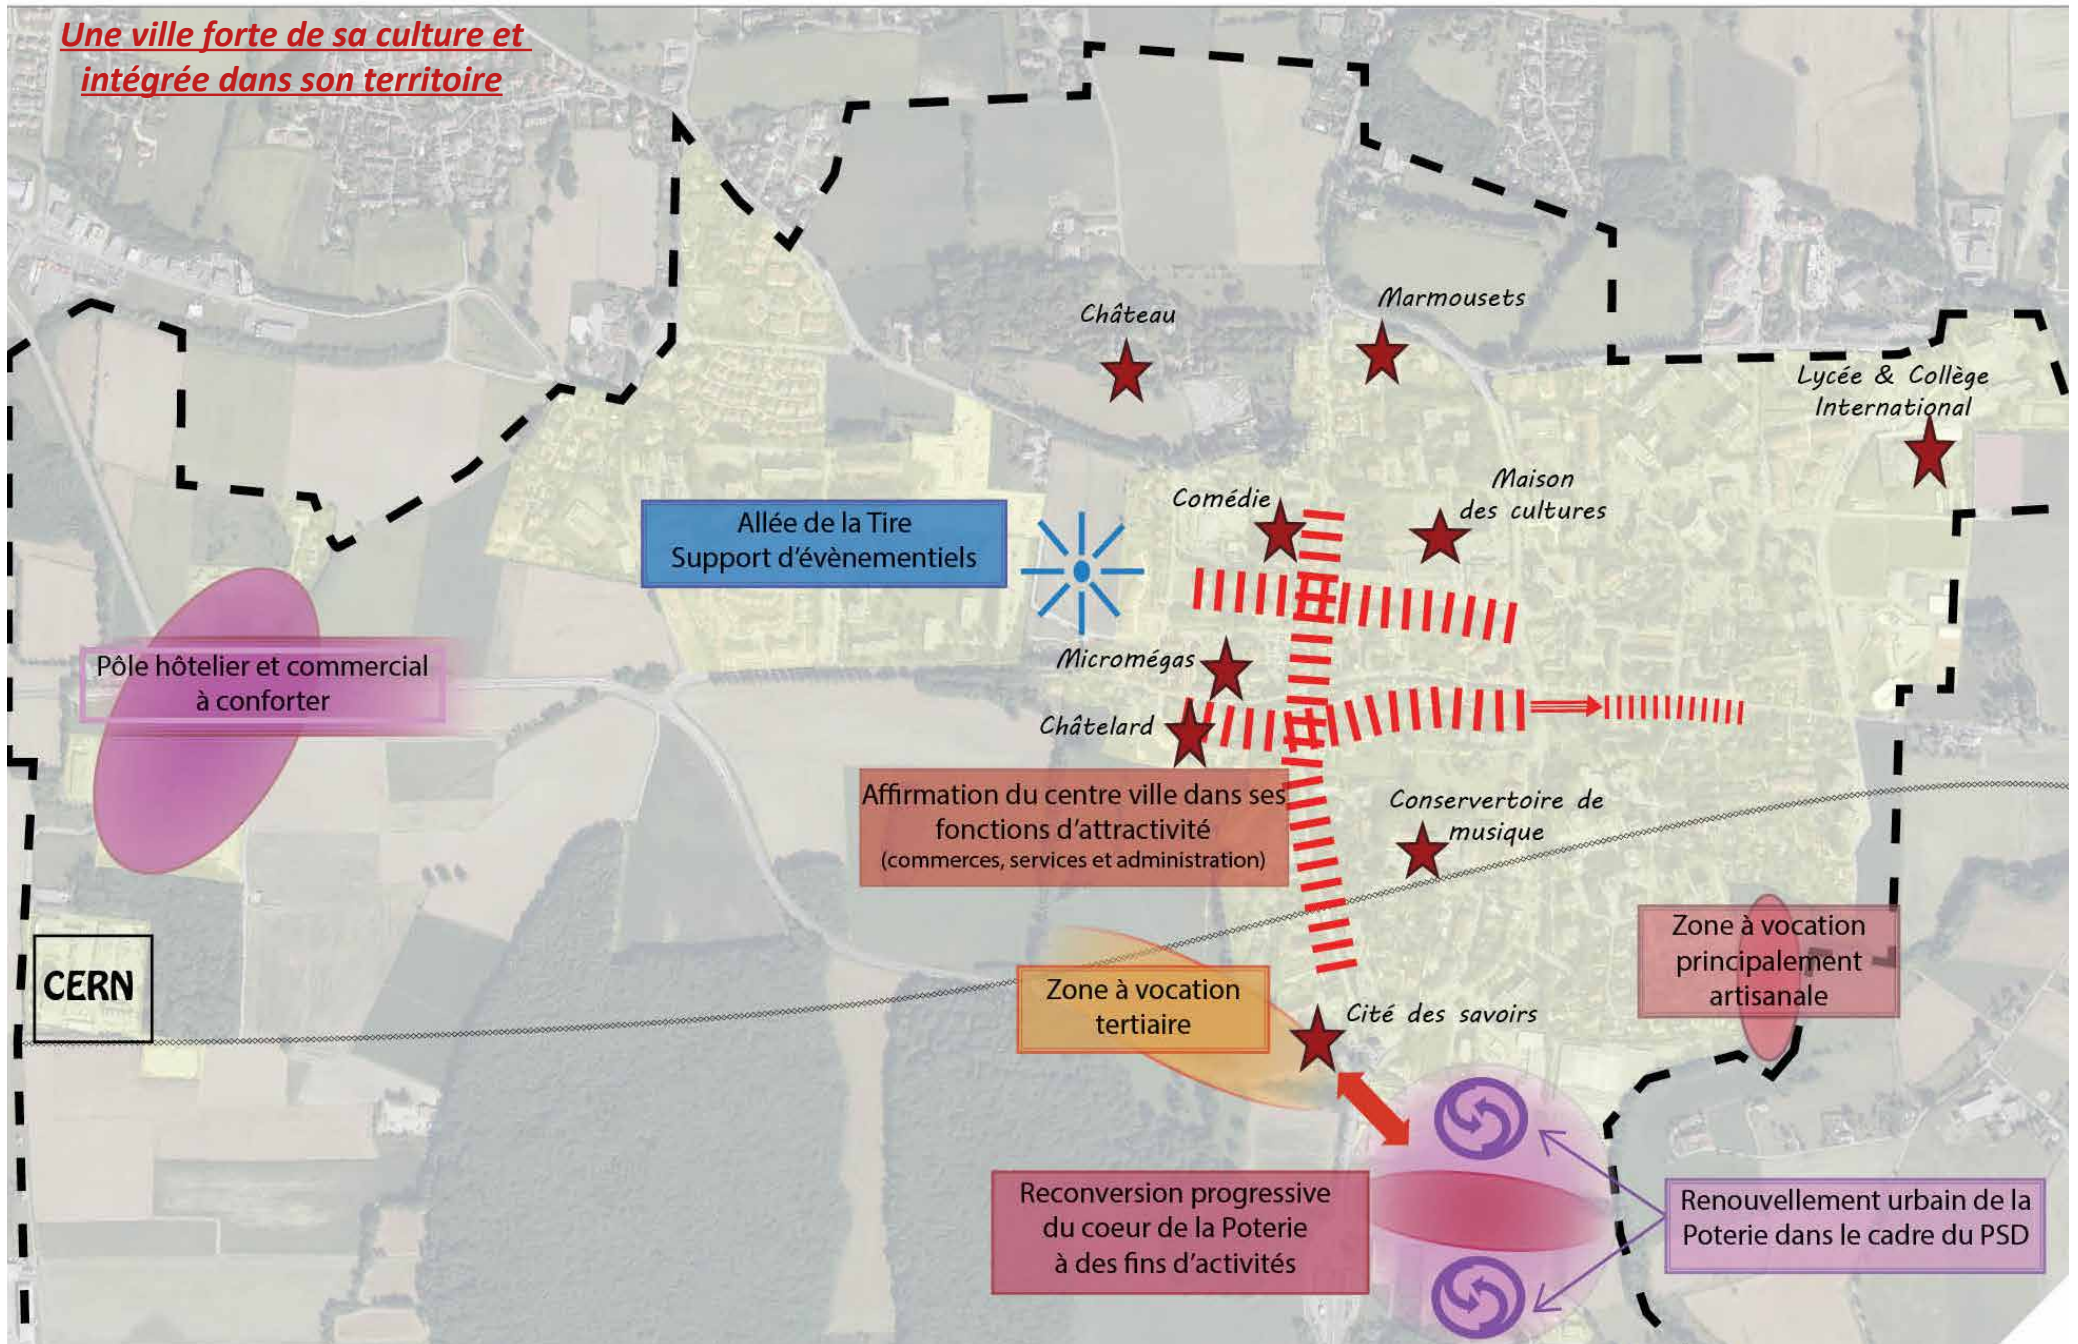 Une ville forte de sa culture et
intégrée dans son territoire
Château
Marmousets
Lycée & Collège
International
Comédie
Maison
des cultures
Allée de la Tire
Support d'évènementiels
Micromégas
Châtelard
Pôle hôtelier et commercial
à conforter
Affirmation du centre ville dans ses
fonctions d'attractivité
(commerces, services et administration)
Conservertoire de
musique
Zone à vocation
principalement
artisanale
CERN
Zone à vocation
tertiaire
Cité des savoirs
Reconversion progressive
du coeur de la Poterie
à des fins d'activités
Renouvellement urbain de la
Poterie dans le cadre du PSD